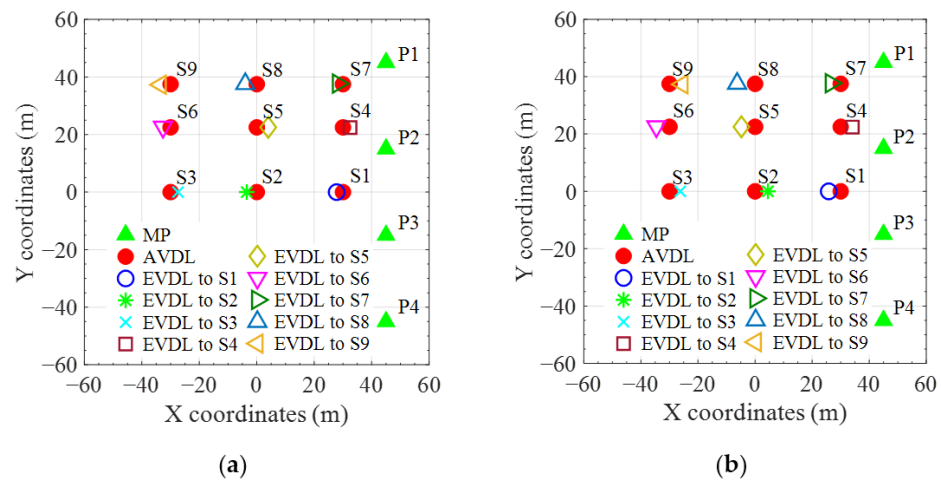 60
40
20
0
−20
−40
−60
Y coordinates (m)
−60 −40 −20 0 20 40 60
X coordinates (m)
P1
S9 S8 S7
S6 S5 S4
P2
S3 S2 S1
P3
P4
MP
AVDL
EVDL to S1
EVDL to S2
EVDL to S3
EVDL to S4
EVDL to S5
EVDL to S6
EVDL to S7
EVDL to S8
EVDL to S9
(a)
60
40
20
0
−20
−40
−60
Y coordinates (m)
−60 −40 −20 0 20 40 60
X coordinates (m)
P1
S9 S8 S7
S6 S5 S4
P2
S3 S2 S1
P3
P4
MP
AVDL
EVDL to S1
EVDL to S2
EVDL to S3
EVDL to S4
EVDL to S5
EVDL to S6
EVDL to S7
EVDL to S8
EVDL to S9
(b)